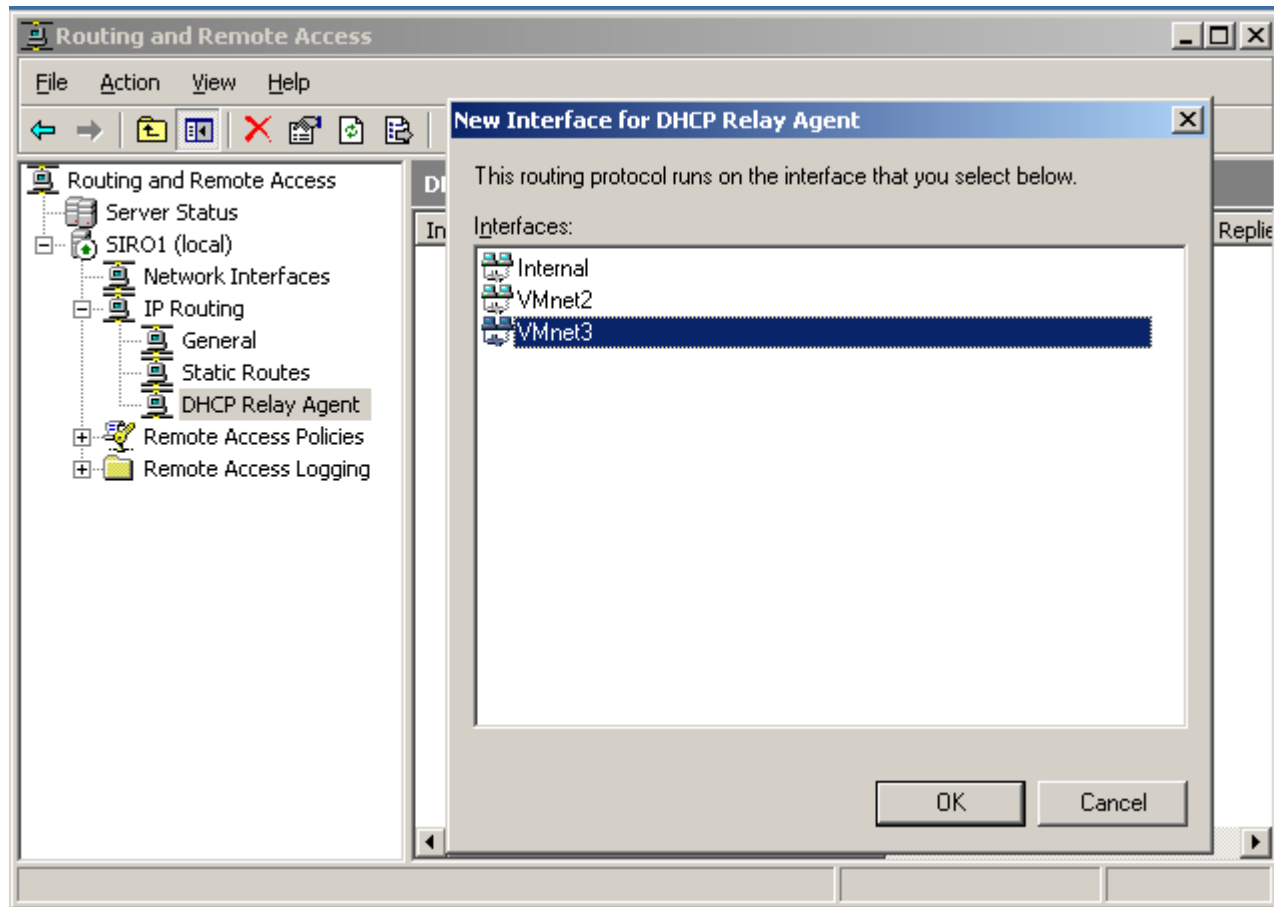 Routing and Remote Access
File Action View Help
New Interface for DHCP Relay Agent
This routing protocol runs on the interface that you select below.
Interfaces:
Internal
VMnet2
VMnet3
OK Cancel
Routing and Remote Access
Server Status
SIRO1 (local)
Network Interfaces
IP Routing
General
Static Routes
DHCP Relay Agent
Remote Access Policies
Remote Access Logging